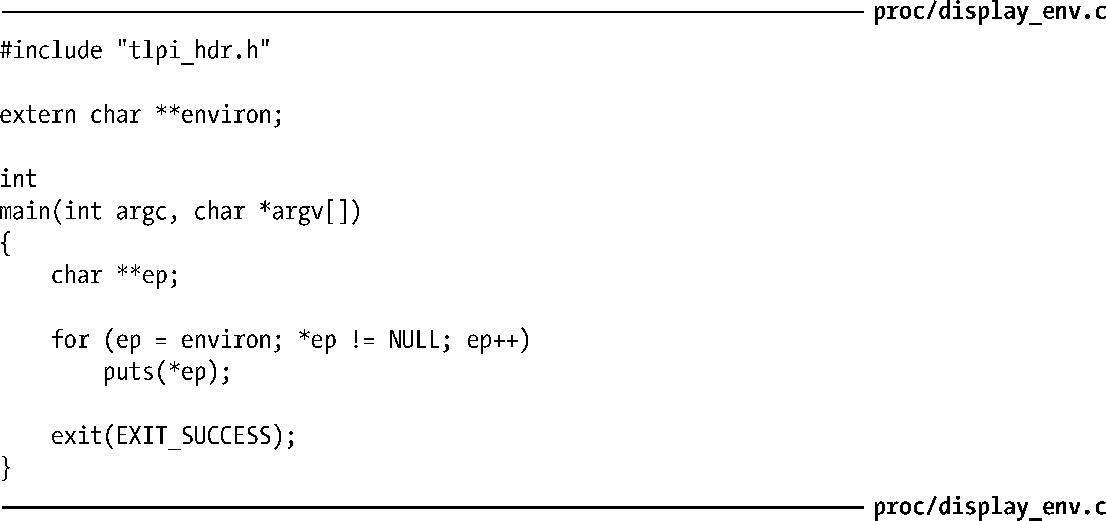 proc/display_env.c
#include "tlpi_hdr.h"
extern char **environ;
int
main(int argc, char *argv[])
{
    char **ep;
    for (ep = environ; *ep != NULL; ep++)
        puts(*ep);
    exit(EXIT_SUCCESS);
}
proc/display_env.c